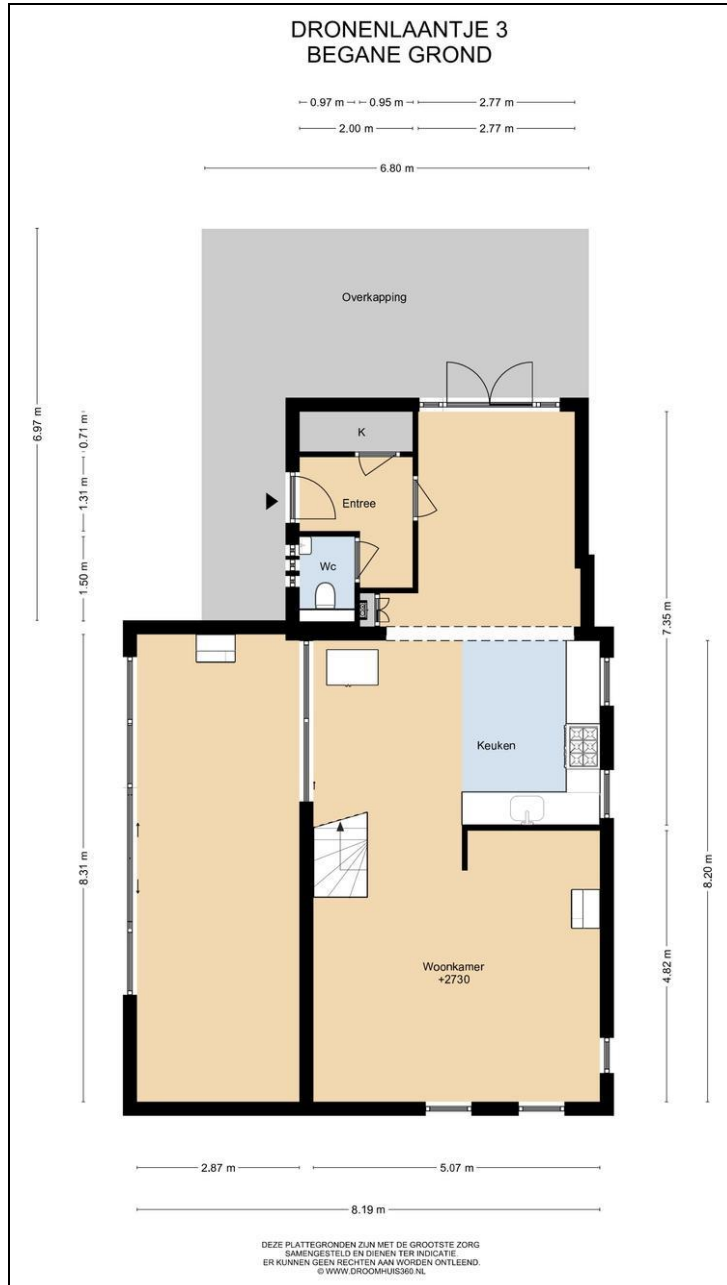 DRONENLAANTJE 3
BEGANE GROND
0.97 m
0.95 m
2.77 m
2.00 m
2.77 m
6.80 m
Overkapping
6.97 m
0.71 m
1.31 m
1.50 m
K
Entree
Wc
7.35 m
Keuken
8.31 m
8.20 m
Woonkamer
+2730
4.82 m
2.87 m
5.07 m
8.19 m
DEZE PLATTEGRONDEN ZIJN MET DE GROOTSTE ZORG
SAMENGESTELD EN DIENEN TER INDICATIE.
ER KUNNEN GEEN RECHTEN AAN WORDEN ONTLEEND.
© WWW.DROOMHUIS360.NL